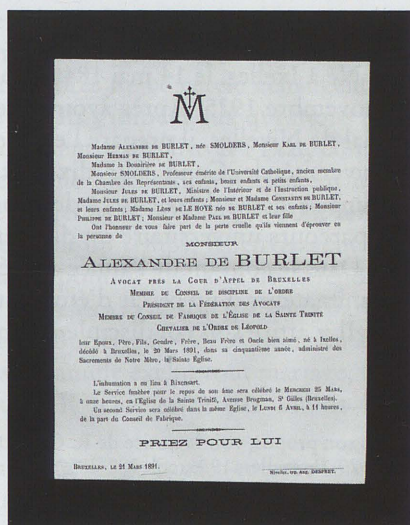 M
Madame Alexandre de BURLET, née SMOLDERS, Monsieur Karl de BURLET,
Monsieur Herman de BURLET,
Madame la Douairière de BURLET,
Monsieur SMOLDERS, Professeur émérite de l'Université Catholique, ancien membre
de la Chambre des Représentants, ses enfants, beaux enfants et petits enfants,
Monsieur Jules de BURLET, Ministre de l'Intérieur et de l'Instruction publique,
Madame Jules de BURLET, et leurs enfants; Monsieur et Madame Constantin de BURLET,
et leurs enfants; Madame Léon de LE HOYE née de BURLET et ses enfants; Monsieur
Philippe de BURLET; Monsieur et Madame Paul de BURLET et leur fille
Ont l'honneur de vous faire part de la perte cruelle qu'ils viennent d'éprouver en
la personne de
MONSIEUR
ALEXANDRE DE BURLET
Avocat près la Cour d'Appel de Bruxelles
Membre du Conseil de discipline de l'ordre
Président de la Fédération des Avocats
Membre du Conseil de Fabrique de l'Église de la Sainte Trinité
Chevalier de l'Ordre de Léopold
leur Epoux, Père, Fils, Gendre, Frère, Beau Frère et Oncle bien aimé, né à Ixelles,
décédé à Bruxelles, le 20 Mars 1891, dans sa cinquantième année, administré des
Sacrements de Notre Mère, la Sainte Église.
L'inhumation a eu lieu à Rixensart.
Le Service funèbre pour le repos de son âme sera célébré le Mercredi 25 Mars,
à onze heures, en l'Eglise de la Sainte Trinité, Avenue Brugman, St Gilles (Bruxelles).
Un second Service sera célébré dans la même Eglise, le Lundi 6 Avril, à 11 heures,
de la part du Conseil de Fabrique.
PRIEZ POUR LUI
Bruxelles, le 21 Mars 1891.
Nivelles, typ. Aug. DESPRET.